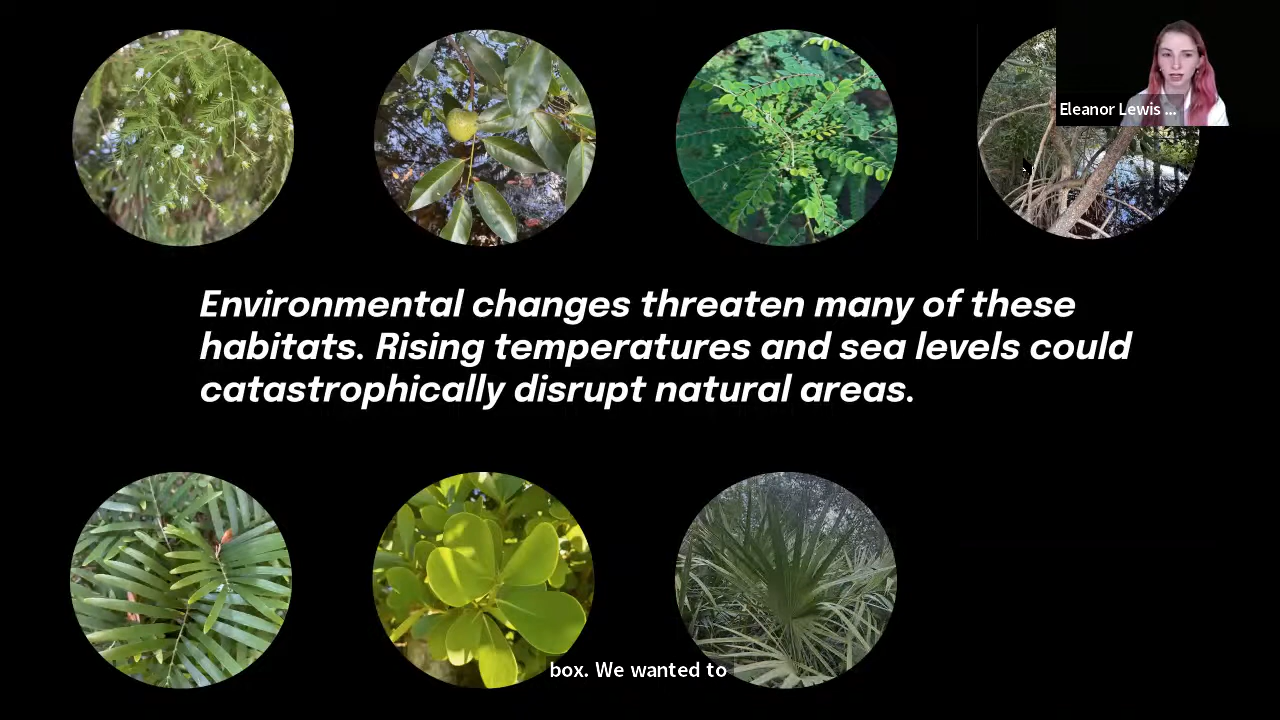 Eleanor Lewis ...
Environmental changes threaten many of these
habitats. Rising temperatures and sea levels could
catastrophically disrupt natural areas.
box. We wanted to